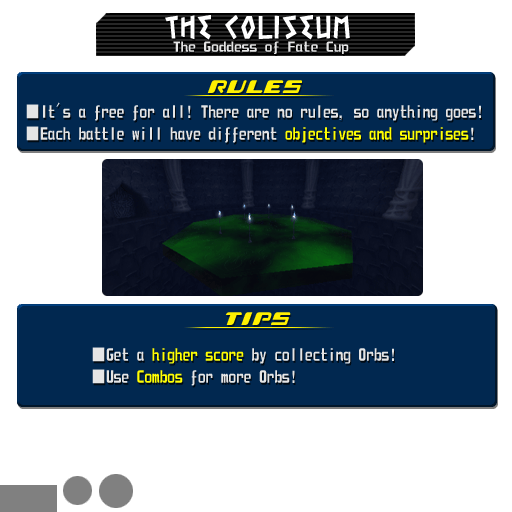 THE COLISEUM
The Goddess of Fate Cup
RULES
■It's a free for all! There are no rules, so anything goes!
■Each battle will have different objectives and surprises!
TIPS
■Get a higher score by collecting Orbs!
■Use Combos for more Orbs!